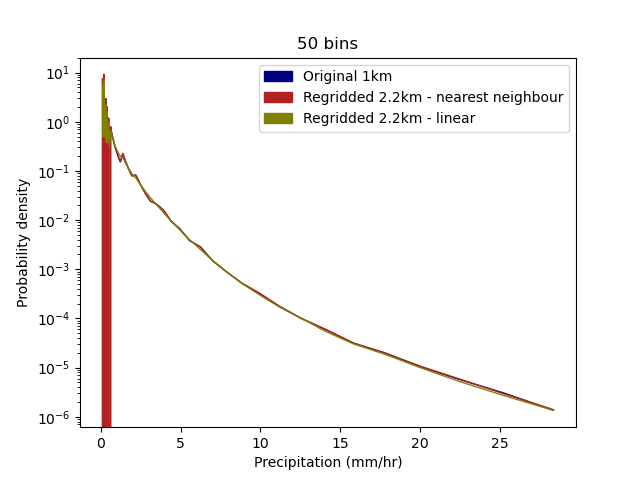 50 bins
Original 1km
Regridded 2.2km - nearest neighbour
Regridded 2.2km - linear
Probability density
10¹
10⁰
10⁻¹
10⁻²
10⁻³
10⁻⁴
10⁻⁵
10⁻⁶
0 5 10 15 20 25
Precipitation (mm/hr)